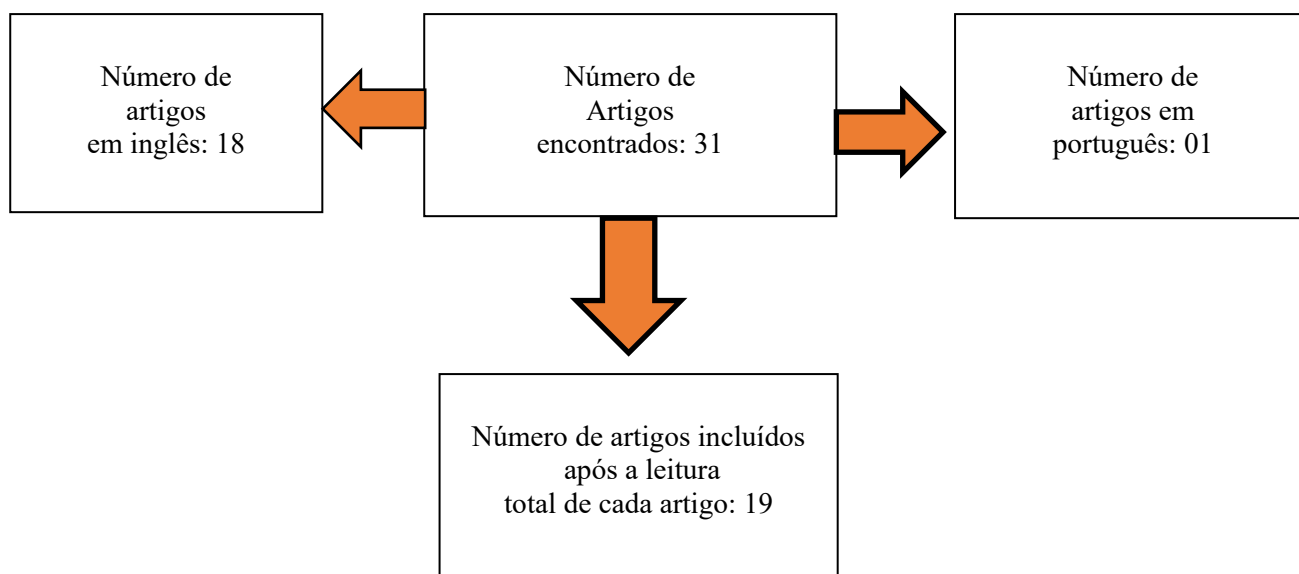 Número de
artigos
em inglês: 18
Número de
Artigos
encontrados: 31
Número de
artigos em
português: 01
Número de artigos incluídos
após a leitura
total de cada artigo: 19